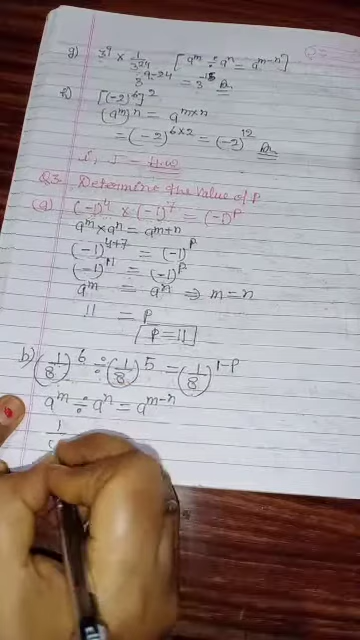 g) 3⁹ × 1/3²⁴ [aᵐ ÷ aⁿ = aᵐ⁻ⁿ]
3⁹⁻²⁴ = 3⁻¹⁵ Ans
[(-2)⁶]²
(aᵐ)ⁿ = aᵐˣⁿ
= (-2)⁶ˣ² = (-2)¹² Ans
i, J - H.W
Q3. Determine the value of P
(a) (-1)⁴ × (-1)⁷ = (-1)ᴾ
aᵐ × aⁿ = aᵐ⁺ⁿ
(-1)⁴⁺⁷ = (-1)ᴾ
(-1)¹¹ = (-1)ᴾ
aᵐ = aⁿ ⇒ m = n
11 = P
P = 11
b) (1/8)⁶ ÷ (1/8)⁵ = (1/8)¹⁻ᴾ
aᵐ ÷ aⁿ = aᵐ⁻ⁿ
1